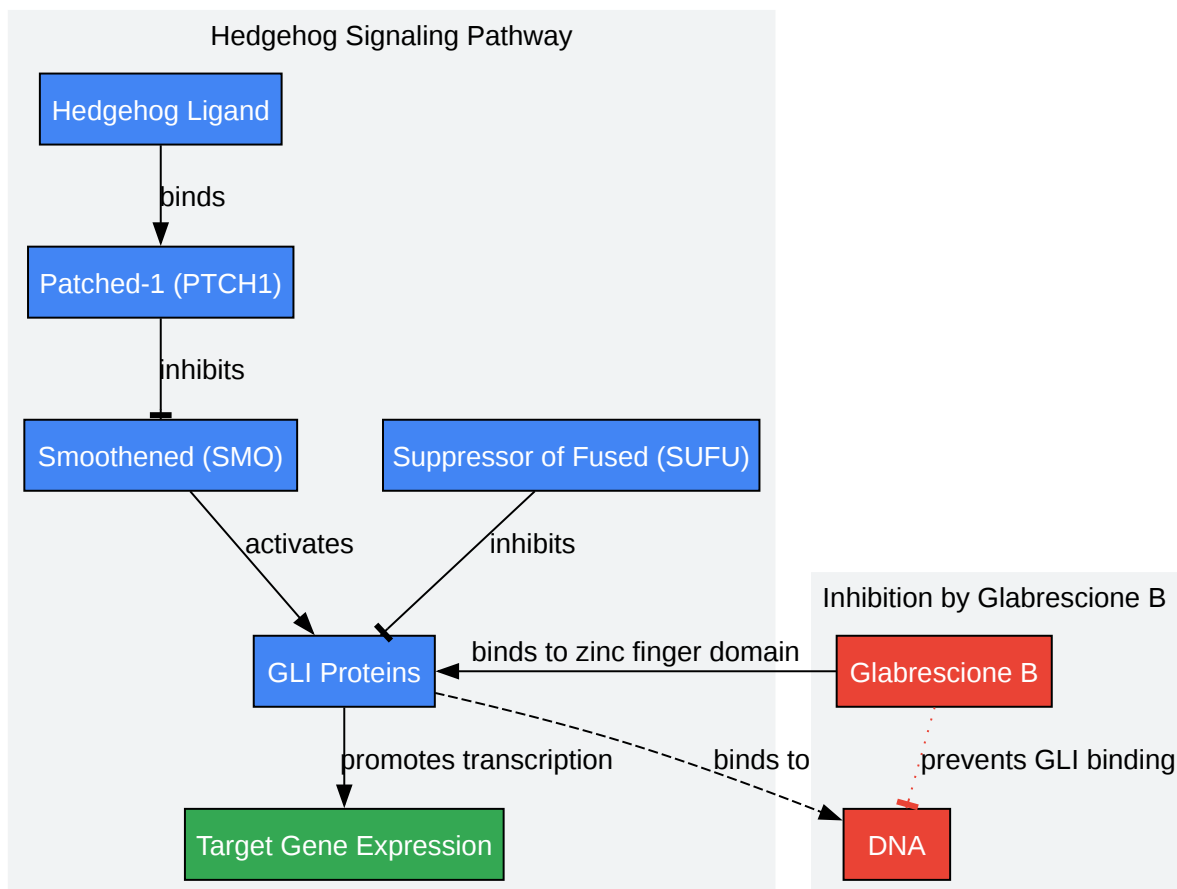 Hedgehog Signaling Pathway
Hedgehog Ligand
binds
Patched-1 (PTCH1)
inhibits
Smoothened (SMO)
Suppressor of Fused (SUFU)
activates
inhibits
Inhibition by Glabrescione B
binds to zinc finger domain
GLI Proteins
Glabrescione B
promotes transcription
binds to
prevents GLI binding
Target Gene Expression
DNA